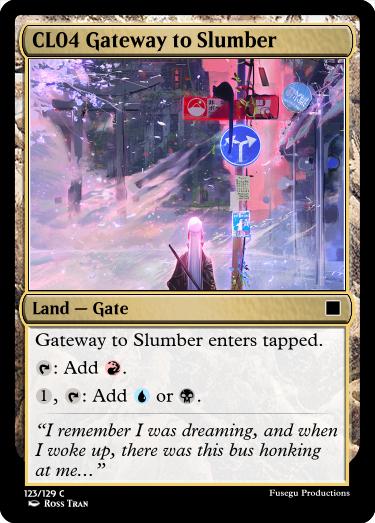 CL04 Gateway to Slumber
Land — Gate
Gateway to Slumber enters tapped.
: Add .
1, : Add or .
“I remember I was dreaming, and when
I woke up, there was this bus honking
at me…”
123/129 C
Ross Tran
Fusegu Productions